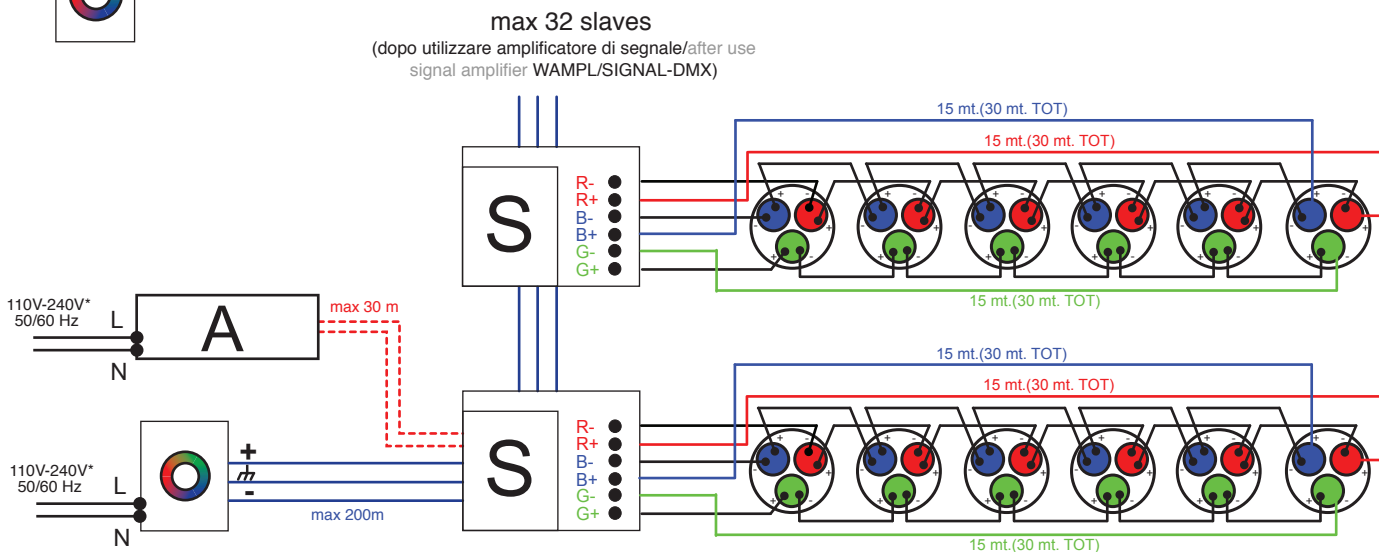 max 32 slaves
(dopo utilizzare amplificatore di segnale/after use
signal amplifier WAMPL/SIGNAL-DMX)
15 mt.(30 mt. TOT)
15 mt.(30 mt. TOT)
S
R-
R+
B-
B+
G-
G+
+ - + - + - + - + - + -
- + - + - + - + - + - +
+ - + - + - + - + - + -
15 mt.(30 mt. TOT)
110V-240V*
50/60 Hz
L
N
A
max 30 m
15 mt.(30 mt. TOT)
15 mt.(30 mt. TOT)
S
R-
R+
B-
B+
G-
G+
+ - + - + - + - + - + -
- + - + - + - + - + - +
+ - + - + - + - + - + -
15 mt.(30 mt. TOT)
110V-240V*
50/60 Hz
L
N
+
-
max 200m